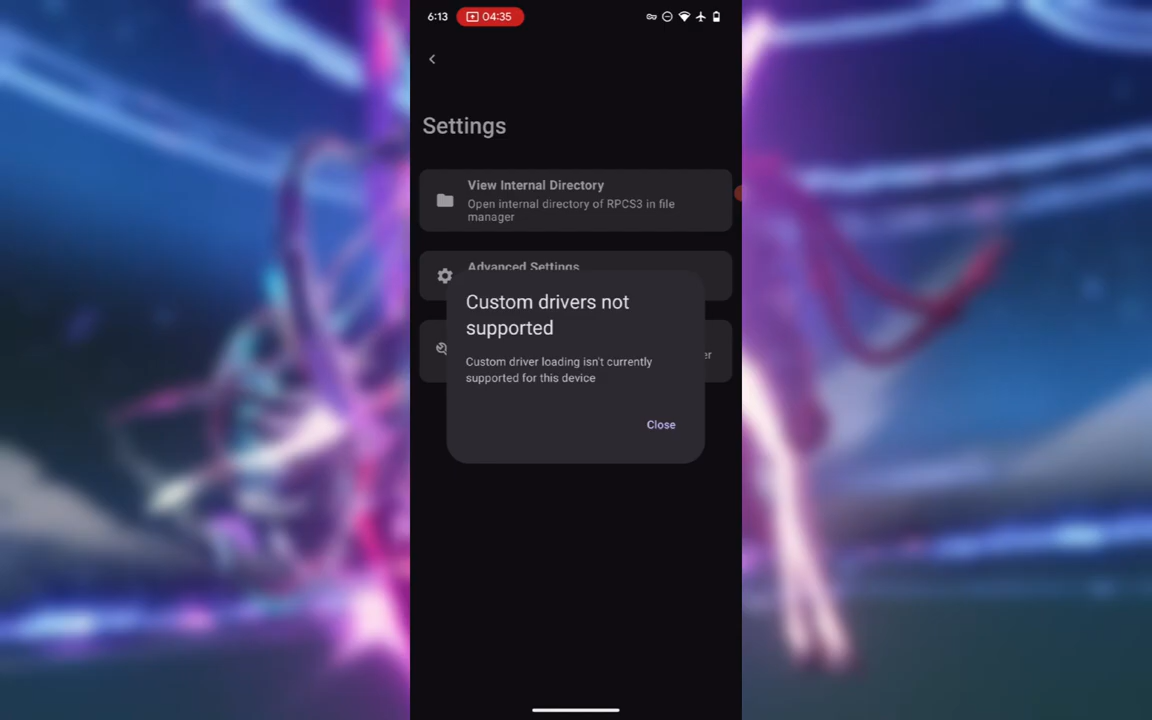 6:13
04:35
Settings
View Internal Directory
Open internal directory of RPCS3 in file
manager
Advanced Settings
Custom drivers not
supported
Custom driver loading isn't currently
supported for this device
er
Close